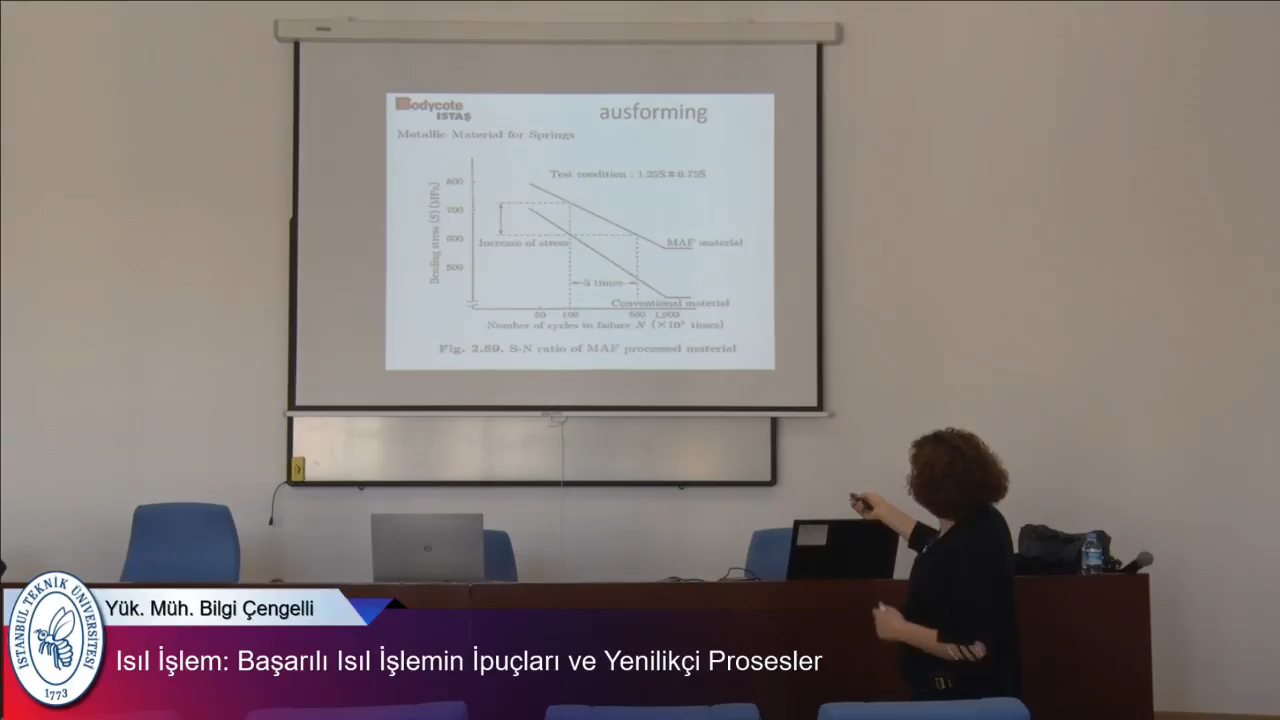 Bodycote
ISTAŞ
ausforming
Metallic Material for Springs
Test condition : 1.25S±0.75S
Bending stress (S) (MPa)
800
700
600
500
Increase of stress
MAF material
5 times
Conventional material
50 100 500 1,000
Number of cycles to failure N (×10³ times)
Fig. 2.89. S-N ratio of MAF processed material
Yük. Müh. Bilgi Çengelli
Isıl İşlem: Başarılı Isıl İşlemin İpuçları ve Yenilikçi Prosesler
İSTANBUL TEKNİK ÜNİVERSİTESİ
1773